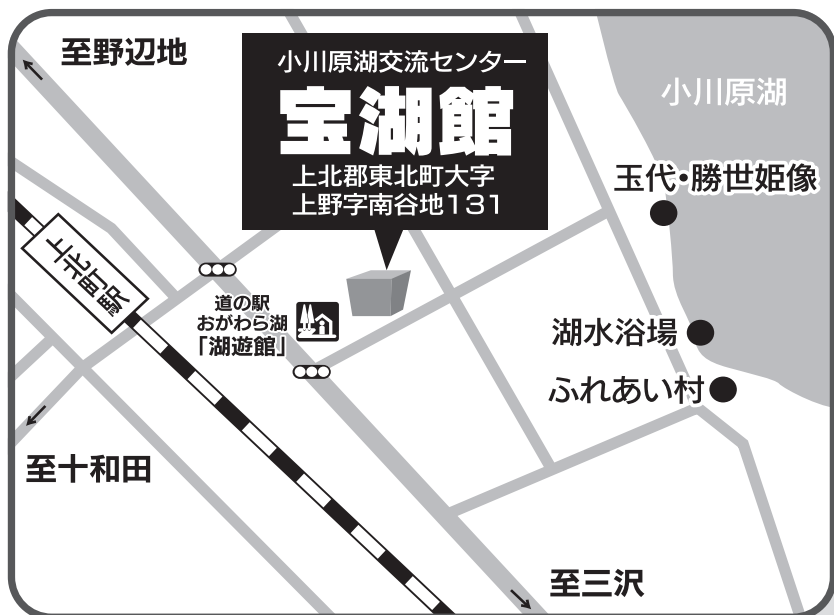 至野辺地
小川原湖交流センター
宝湖館
上北郡東北町大字
上野字南谷地131
小川原湖
玉代・勝世姫像
上北町駅
道の駅
おがわら湖
「湖遊館」
湖水浴場
ふれあい村
至十和田
至三沢